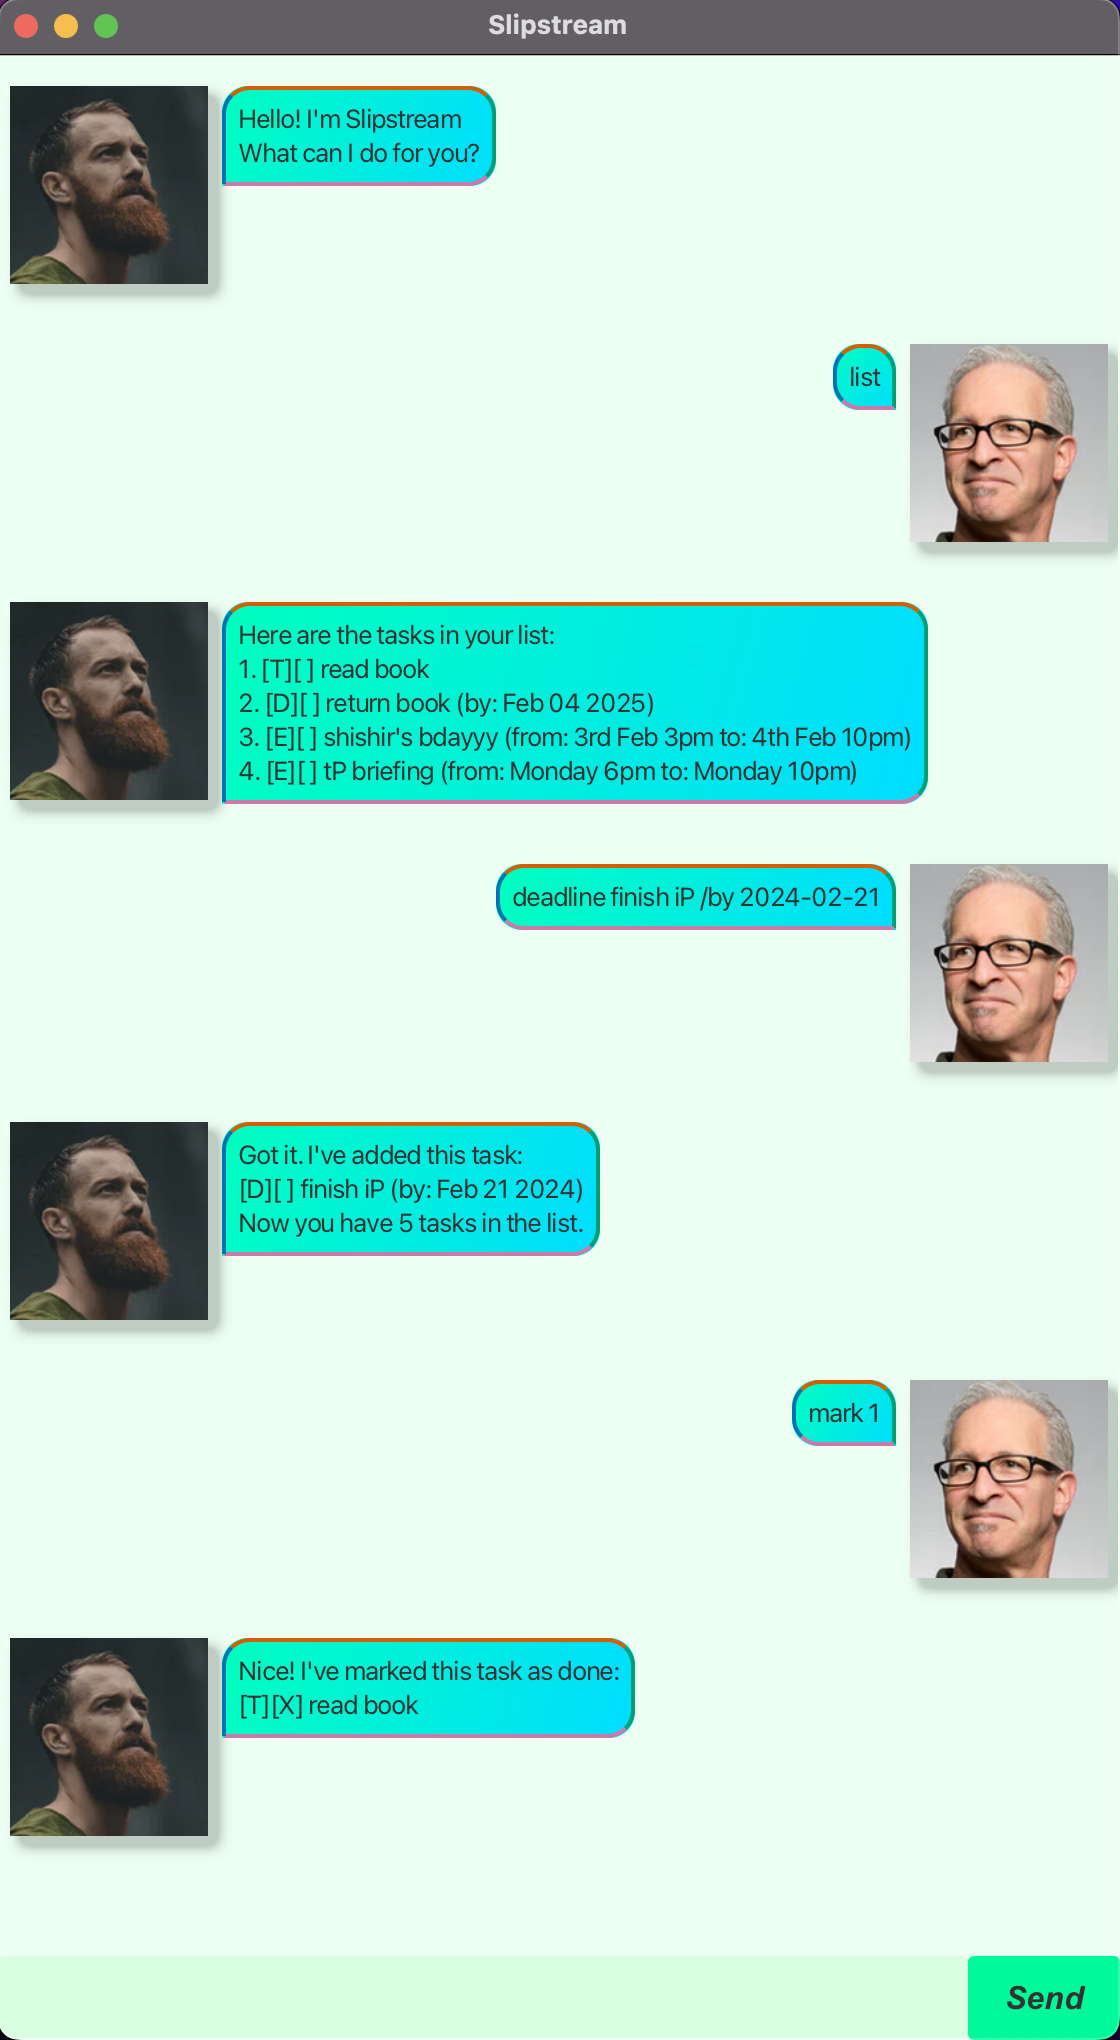 Slipstream
Hello! I'm Slipstream
What can I do for you?
list
Here are the tasks in your list:
1. [T][ ] read book
2. [D][ ] return book (by: Feb 04 2025)
3. [E][ ] shishir's bdayyy (from: 3rd Feb 3pm to: 4th Feb 10pm)
4. [E][ ] tP briefing (from: Monday 6pm to: Monday 10pm)
deadline finish iP /by 2024-02-21
Got it. I've added this task:
[D][ ] finish iP (by: Feb 21 2024)
Now you have 5 tasks in the list.
mark 1
Nice! I've marked this task as done:
[T][X] read book
Send